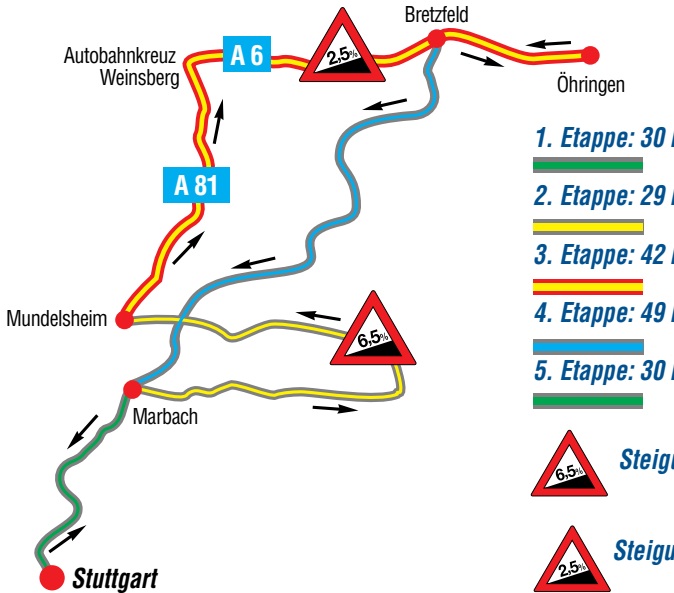 Bretzfeld
2,5%
A 6
Autobahnkreuz
Weinsberg
Öhringen
A 81
1. Etappe: 30
2. Etappe: 29
3. Etappe: 42
4. Etappe: 49
5. Etappe: 30
Mundelsheim
6,5%
Marbach
6,5%
2,5%
Stuttgart